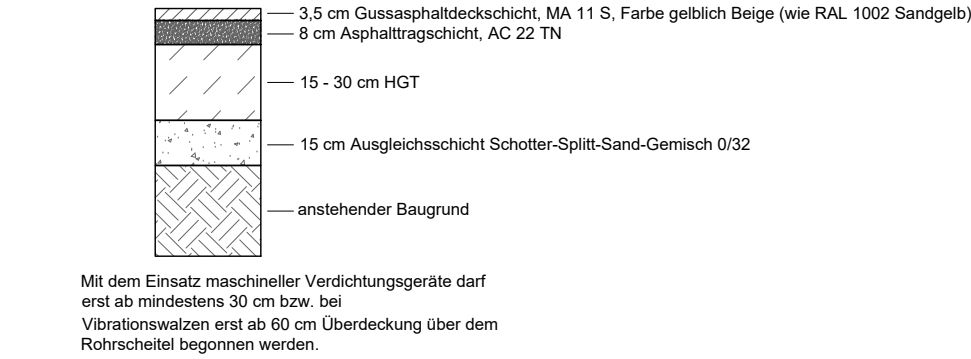 3,5 cm Gussasphaltdeckschicht, MA 11 S, Farbe gelblich Beige (wie RAL 1002 Sandgelb)
8 cm Asphalttragschicht, AC 22 TN
15 - 30 cm HGT
15 cm Ausgleichsschicht Schotter-Splitt-Sand-Gemisch 0/32
anstehender Baugrund
Mit dem Einsatz maschineller Verdichtungsgeräte darf
erst ab mindestens 30 cm bzw. bei
Vibrationswalzen erst ab 60 cm Überdeckung über dem
Rohrscheitel begonnen werden.